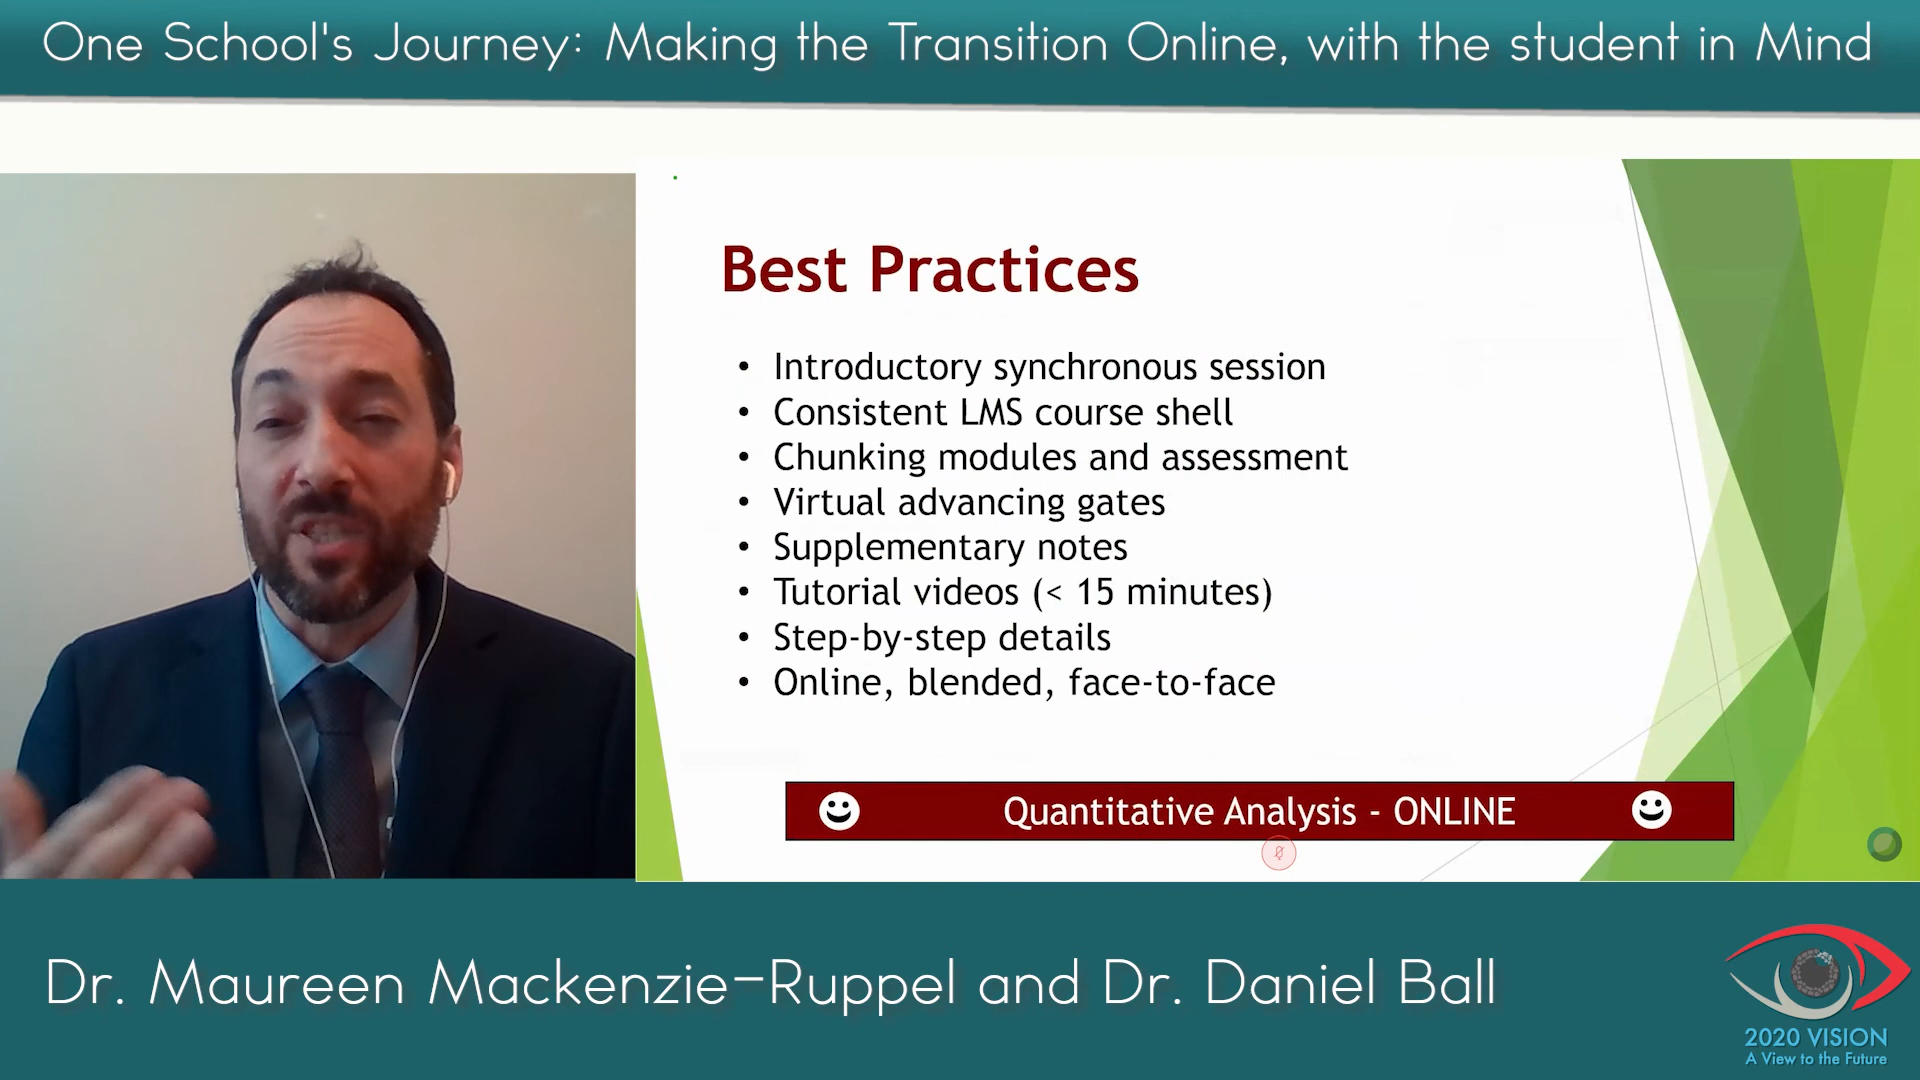 One School's Journey: Making the Transition Online, with the student in Mind
Best Practices
• Introductory synchronous session
• Consistent LMS course shell
• Chunking modules and assessment
• Virtual advancing gates
• Supplementary notes
• Tutorial videos (< 15 minutes)
• Step-by-step details
• Online, blended, face-to-face
Quantitative Analysis - ONLINE
Dr. Maureen Mackenzie-Ruppel and Dr. Daniel Ball
2020 VISION
A View to the Future